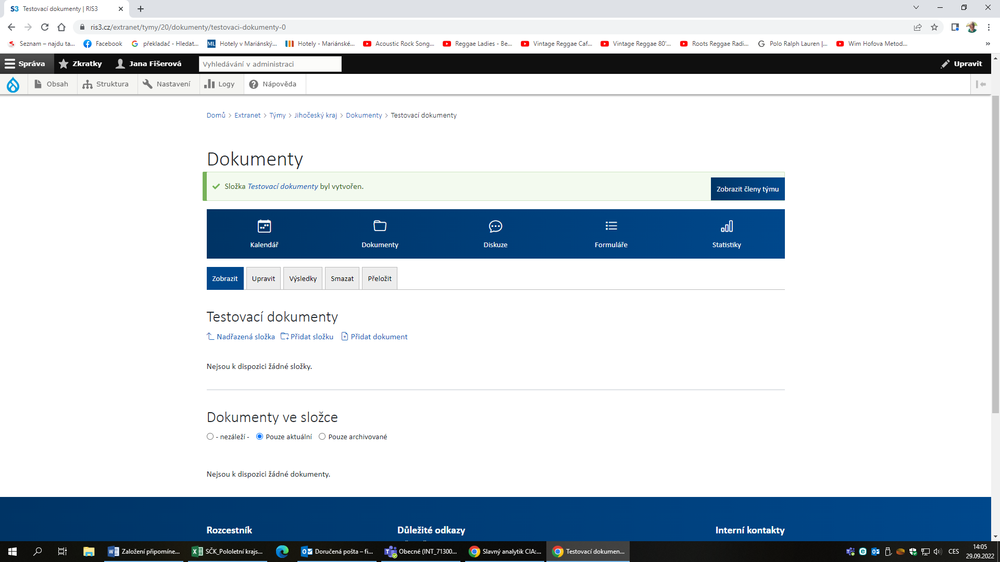 Testovací dokumenty | RIS3
ris3.cz/extranet/tymy/20/dokumenty/testovaci-dokumenty-0
Seznam – najdu ta... Facebook překladač - Hledat... Hotely v Mariánský... Hotely - Mariánské... Acoustic Rock Song... Reggae Ladies - Be... Vintage Reggae Caf... Vintage Reggae 80'... Roots Reggae Radi... Polo Ralph Lauren |... Wim Hofova Metod... »
Správa Zkratky Jana Fišerová Vyhledávání v administraci Upravit
Obsah Struktura Nastavení Logy Nápověda
Domů > Extranet > Týmy > Jihočeský kraj > Dokumenty > Testovací dokumenty
Dokumenty
Složka Testovací dokumenty byl vytvořen.
Zobrazit členy týmu
Kalendář Dokumenty Diskuze Formuláře Statistiky
Zobrazit Upravit Výsledky Smazat Přeložit
Testovací dokumenty
Nadřazená složka Přidat složku Přidat dokument
Nejsou k dispozici žádné složky.
Dokumenty ve složce
- nezáleží - Pouze aktuální Pouze archivované
Nejsou k dispozici žádné dokumenty.
Rozcestník Důležité odkazy Interní kontakty
Založení připomíne... SČK_Pololetní krajs... Doručená pošta – fi... Obecné (INT_71300... Slavný analytik CIA:... Testovací dokumen... CES 14:05
29.09.2022